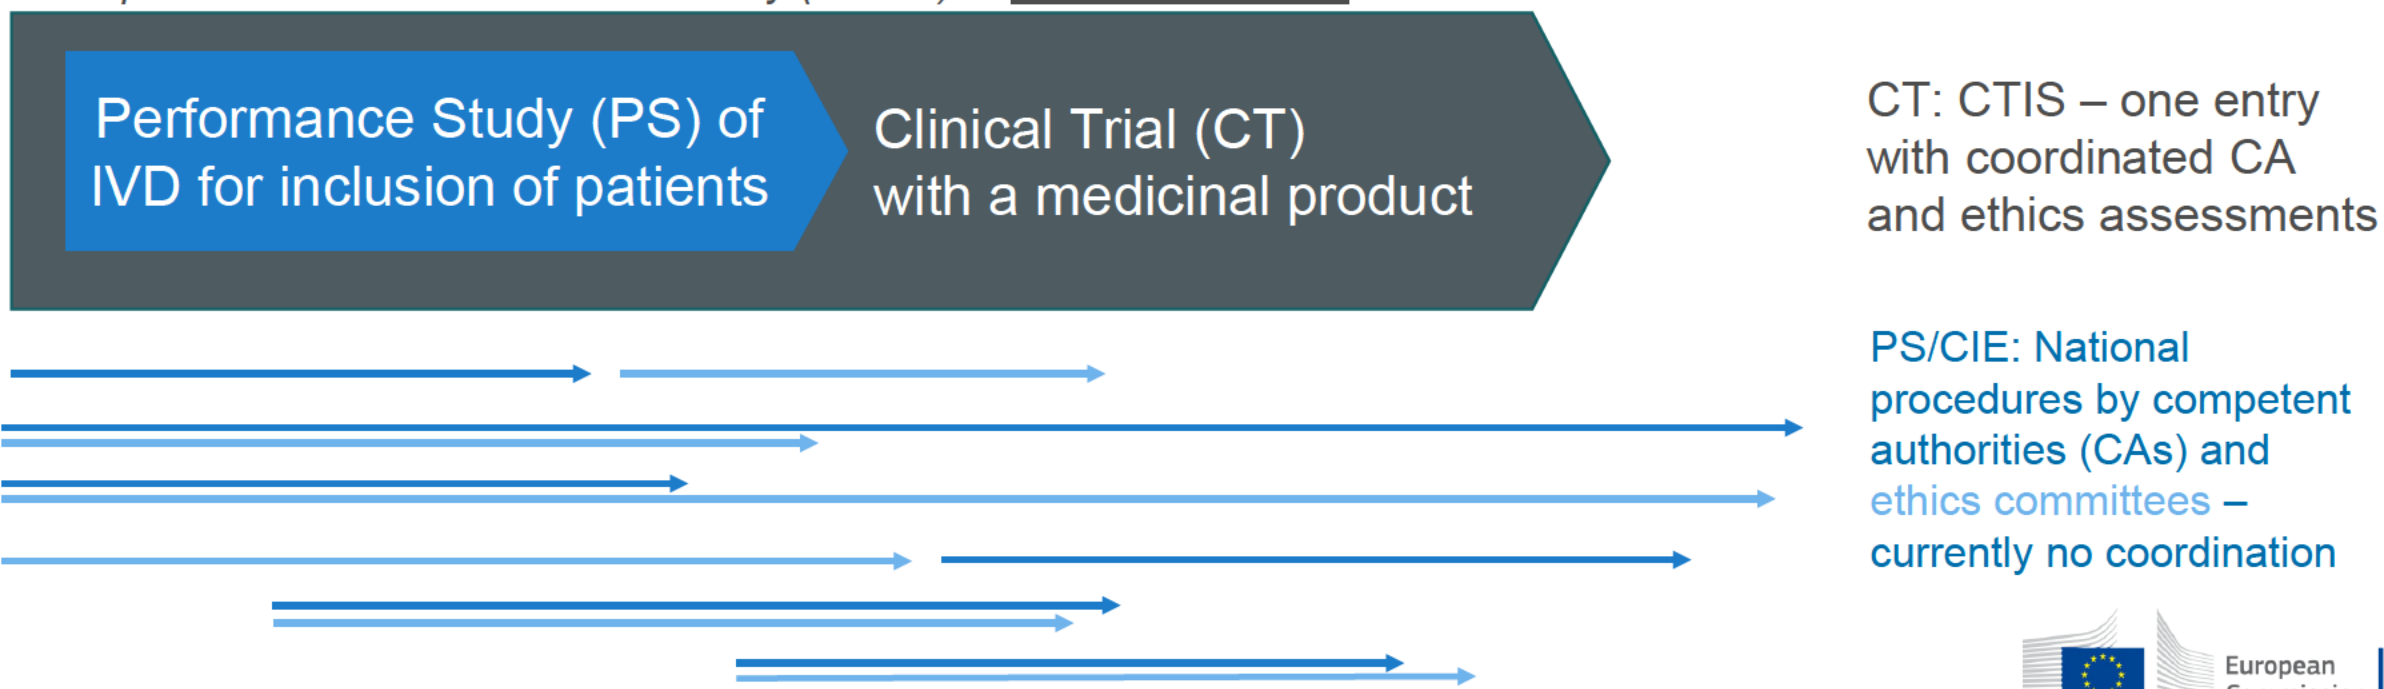 Performance Study (PS) of
IVD for inclusion of patients
Clinical Trial (CT)
with a medicinal product
CT: CTIS – one entry
with coordinated CA
and ethics assessments
PS/CIE: National
procedures by competent
authorities (CAs) and
ethics committees –
currently no coordination
European